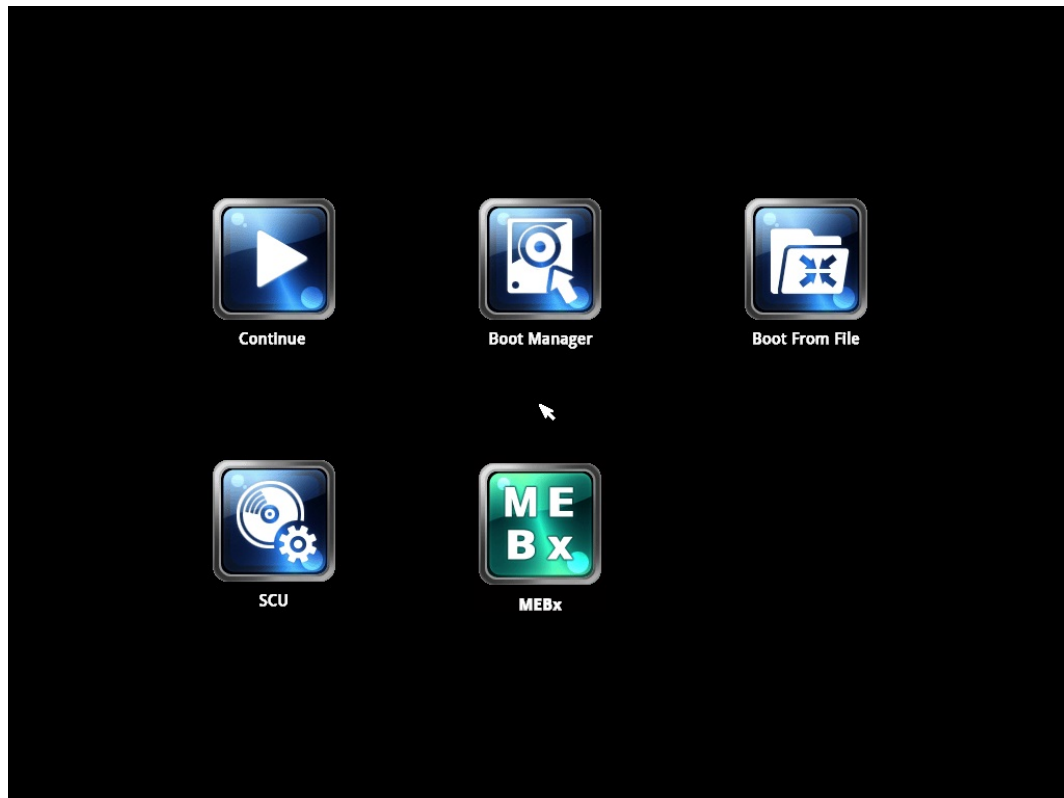 Continue
Boot Manager
Boot From File
ME
Bx
SCU
MEBx